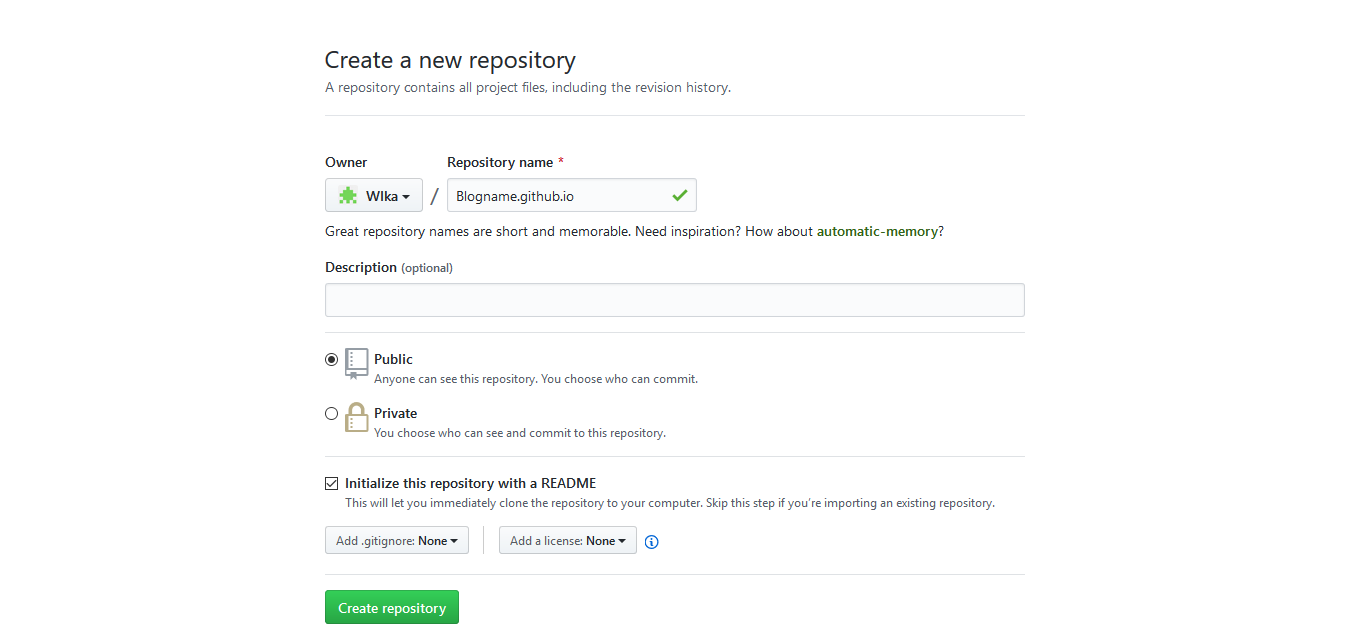 Create a new repository
A repository contains all project files, including the revision history.
Owner Repository name *
Wlka / Blogname.github.io
Great repository names are short and memorable. Need inspiration? How about automatic-memory?
Description (optional)
Public
Anyone can see this repository. You choose who can commit.
Private
You choose who can see and commit to this repository.
Initialize this repository with a README
This will let you immediately clone the repository to your computer. Skip this step if you’re importing an existing repository.
Add .gitignore: None Add a license: None
Create repository